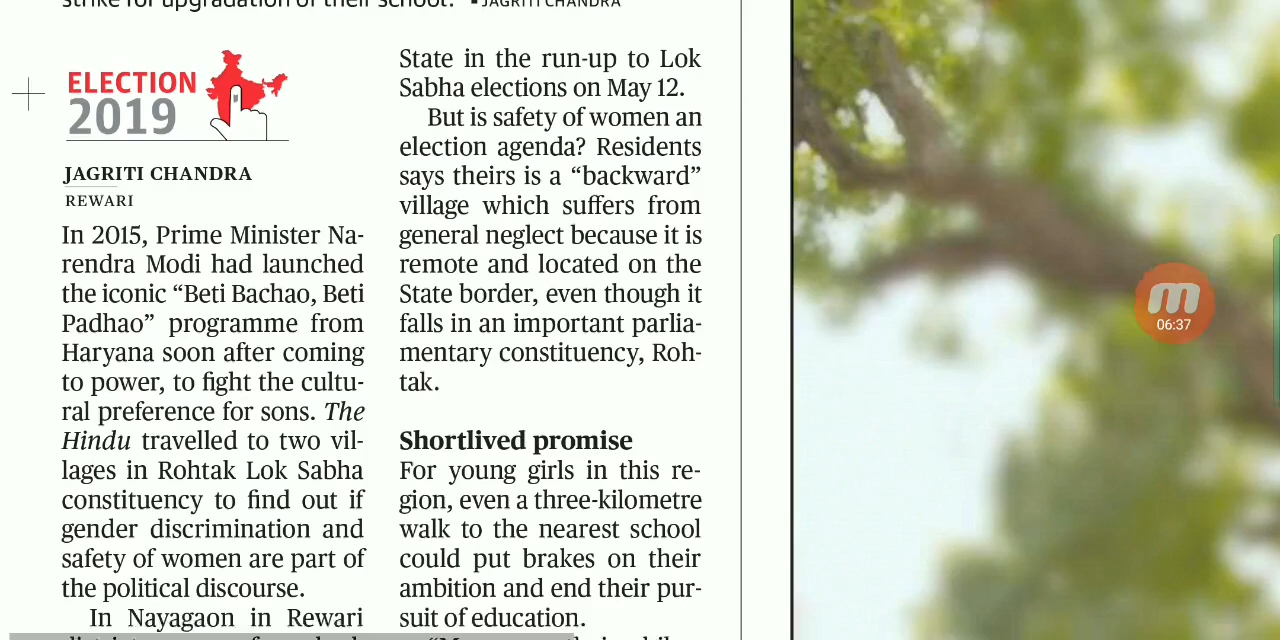 strike for upgradation of their school. ▪ JAGRITI CHANDRA
ELECTION
2019
JAGRITI CHANDRA
REWARI
In 2015, Prime Minister Na-
rendra Modi had launched
the iconic “Beti Bachao, Beti
Padhao” programme from
Haryana soon after coming
to power, to fight the cultu-
ral preference for sons. The
Hindu travelled to two vil-
lages in Rohtak Lok Sabha
constituency to find out if
gender discrimination and
safety of women are part of
the political discourse.
In Nayagaon in Rewari
State in the run-up to Lok
Sabha elections on May 12.
But is safety of women an
election agenda? Residents
says theirs is a “backward”
village which suffers from
general neglect because it is
remote and located on the
State border, even though it
falls in an important parlia-
mentary constituency, Roh-
tak.
Shortlived promise
For young girls in this re-
gion, even a three-kilometre
walk to the nearest school
could put brakes on their
ambition and end their pur-
suit of education.
06:37